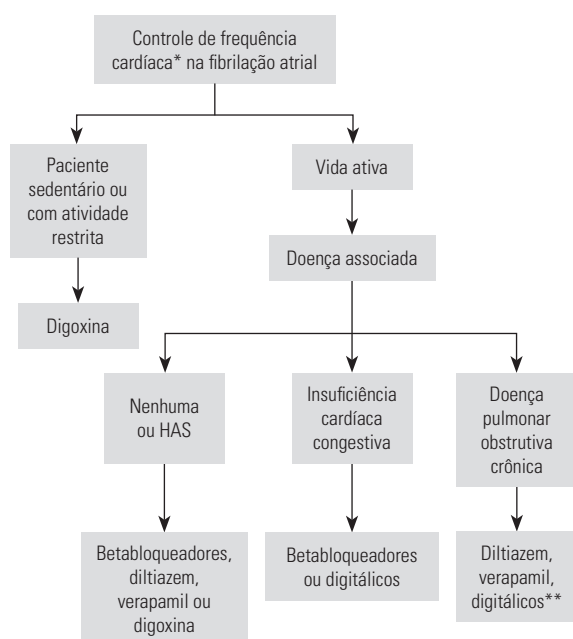 Controle de frequência
cardíaca* na fibrilação atrial
Paciente
sedentário ou
com atividade
restrita
Vida ativa
Doença associada
Digoxina
Nenhuma
ou HAS
Insuficiência
cardíaca
congestiva
Doença
pulmonar
obstrutiva
crônica
Betabloqueadores,
diltiazem,
verapamil ou
digoxina
Betabloqueadores
ou digitálicos
Diltiazem,
verapamil,
digitálicos**